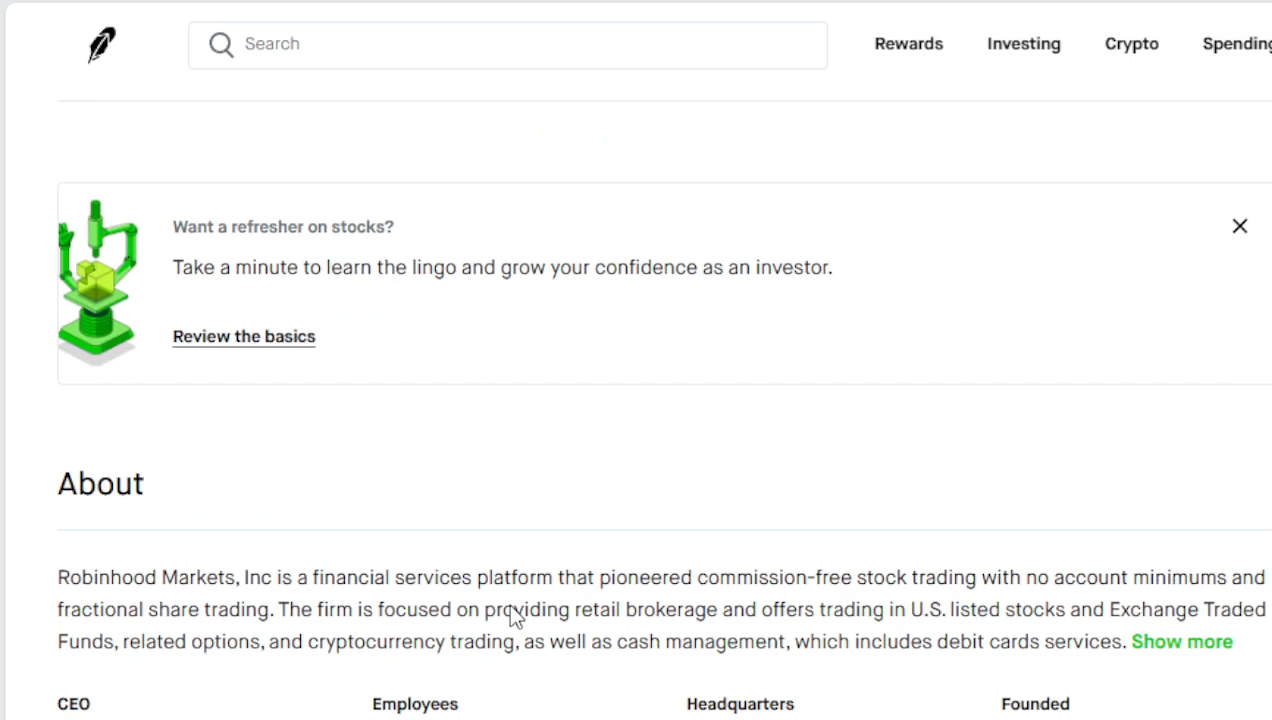 Search Rewards Investing Crypto Spending
Want a refresher on stocks?
Take a minute to learn the lingo and grow your confidence as an investor.
Review the basics
About
Robinhood Markets, Inc is a financial services platform that pioneered commission-free stock trading with no account minimums and
fractional share trading. The firm is focused on providing retail brokerage and offers trading in U.S. listed stocks and Exchange Traded
Funds, related options, and cryptocurrency trading, as well as cash management, which includes debit cards services. Show more
CEO Employees Headquarters Founded